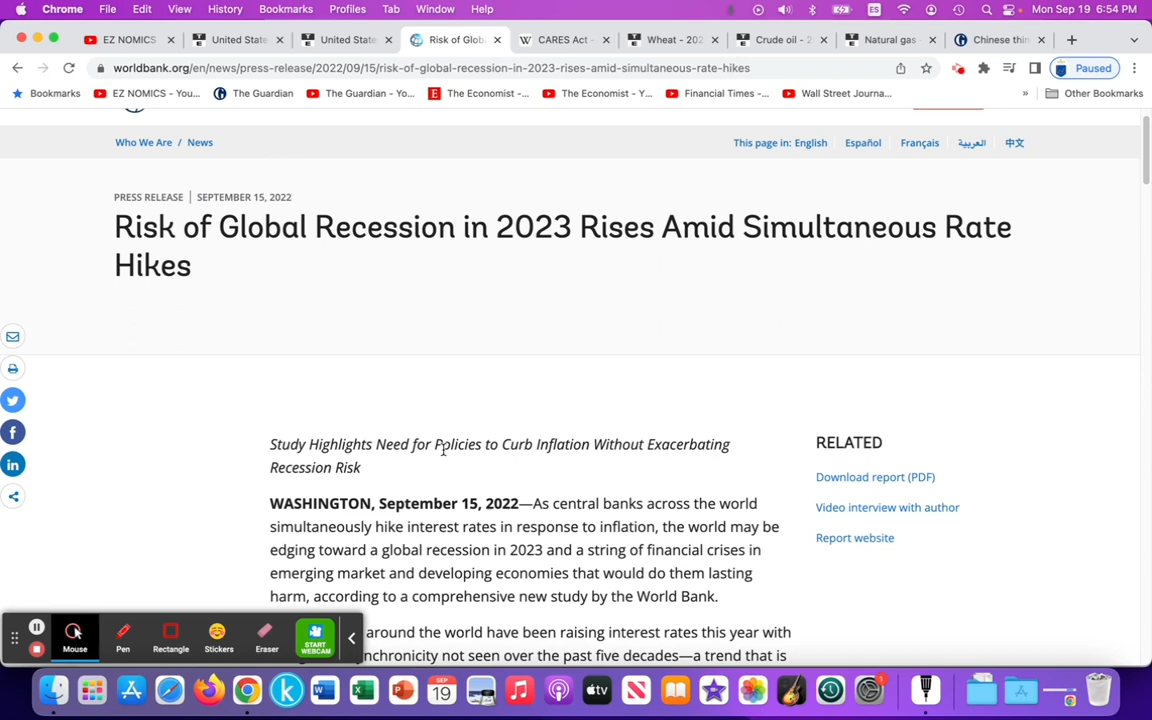 Chrome File Edit View History Bookmarks Profiles Tab Window Help ES Mon Sep 19 6:54 PM
EZ NOMICS United State United State Risk of Glob CARES Act - Wheat - 202 Crude oil - 2 Natural gas - Chinese thin
worldbank.org/en/news/press-release/2022/09/15/risk-of-global-recession-in-2023-rises-amid-simultaneous-rate-hikes Paused
Bookmarks EZ NOMICS - You... The Guardian The Guardian - Yo... The Economist -... The Economist - Y... Financial Times -... Wall Street Journa... » Other Bookmarks
Who We Are / News This page in: English Español Français العربية 中文
PRESS RELEASE | SEPTEMBER 15, 2022
Risk of Global Recession in 2023 Rises Amid Simultaneous Rate
Hikes
Study Highlights Need for Policies to Curb Inflation Without Exacerbating
Recession Risk
RELATED
Download report (PDF)
Video interview with author
Report website
WASHINGTON, September 15, 2022—As central banks across the world
simultaneously hike interest rates in response to inflation, the world may be
edging toward a global recession in 2023 and a string of financial crises in
emerging market and developing economies that would do them lasting
harm, according to a comprehensive new study by the World Bank.
around the world have been raising interest rates this year with
nchronicity not seen over the past five decades—a trend that is
Mouse Pen Rectangle Stickers Eraser START WEBCAM
SEP
19